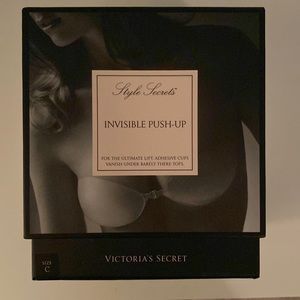 Style Secrets
INVISIBLE PUSH-UP
FOR THE ULTIMATE LIFT, ADHESIVE CUPS
VANISH UNDER BARELY THERE TOPS.
SIZE
C
VICTORIA'S SECRET